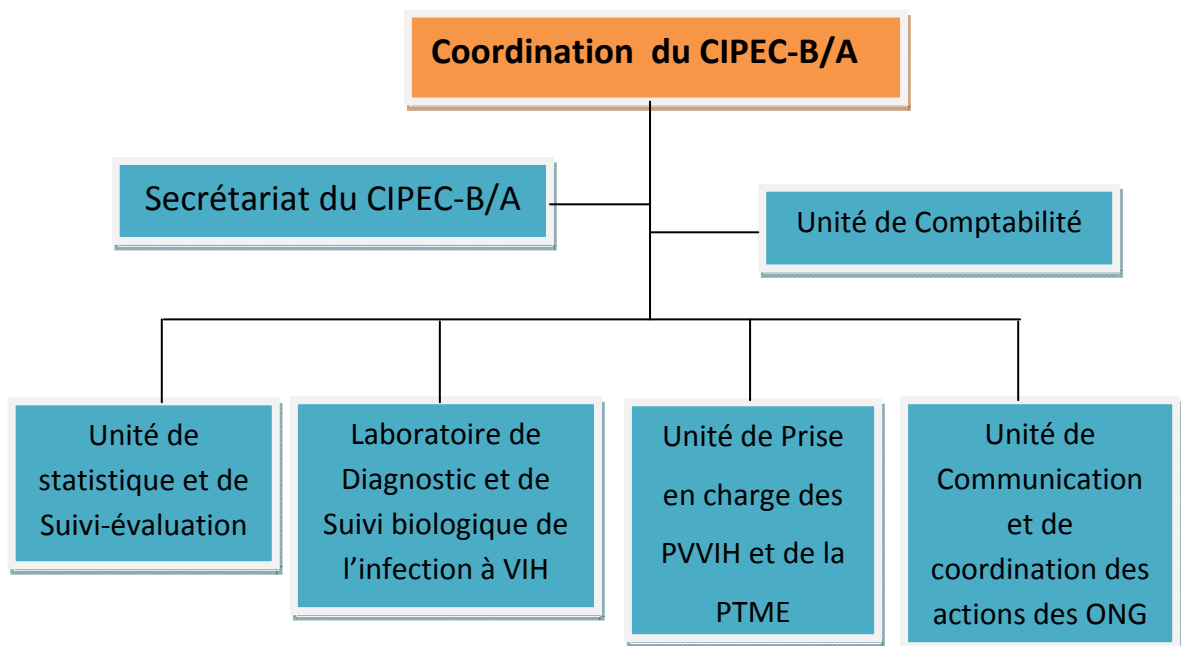 Coordination du CIPEC-B/A
Secrétariat du CIPEC-B/A
Unité de Comptabilité
Unité de
statistique et de
Suivi-évaluation
Laboratoire de
Diagnostic et de
Suivi biologique de
l’infection à VIH
Unité de Prise
en charge des
PVVIH et de la
PTME
Unité de
Communication
et de
coordination des
actions des ONG